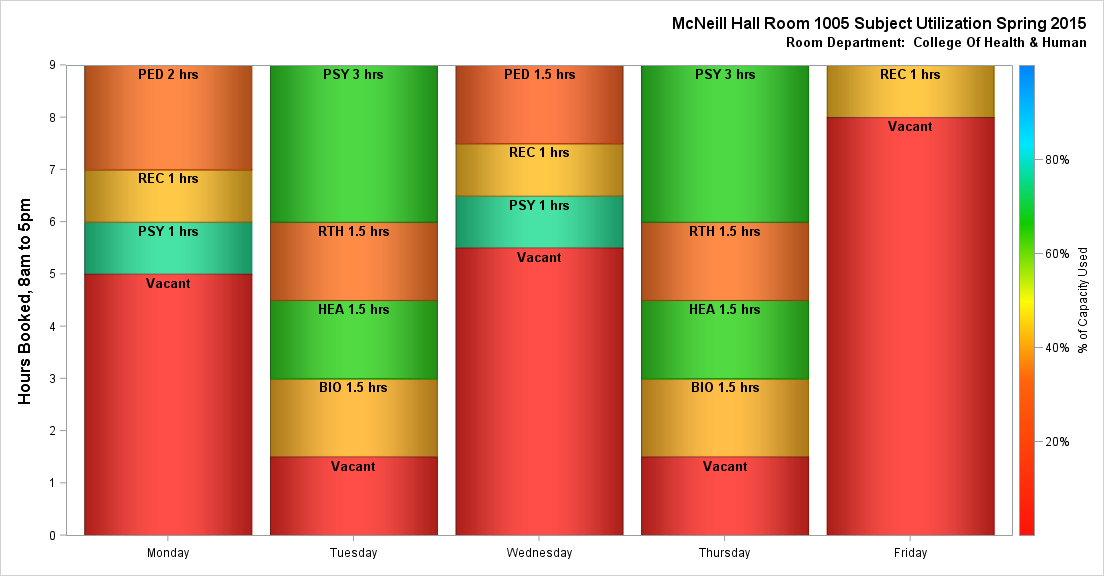 McNeill Hall Room 1005 Subject Utilization Spring 2015
Room Department: College Of Health & Human
Hours Booked, 8am to 5pm
9
8
7
6
5
4
3
2
1
0
PED 2 hrs
REC 1 hrs
PSY 1 hrs
Vacant
Monday
PSY 3 hrs
RTH 1.5 hrs
HEA 1.5 hrs
BIO 1.5 hrs
Vacant
Tuesday
PED 1.5 hrs
REC 1 hrs
PSY 1 hrs
Vacant
Wednesday
PSY 3 hrs
RTH 1.5 hrs
HEA 1.5 hrs
BIO 1.5 hrs
Vacant
Thursday
REC 1 hrs
Vacant
Friday
80%
60%
40%
20%
% of Capacity Used